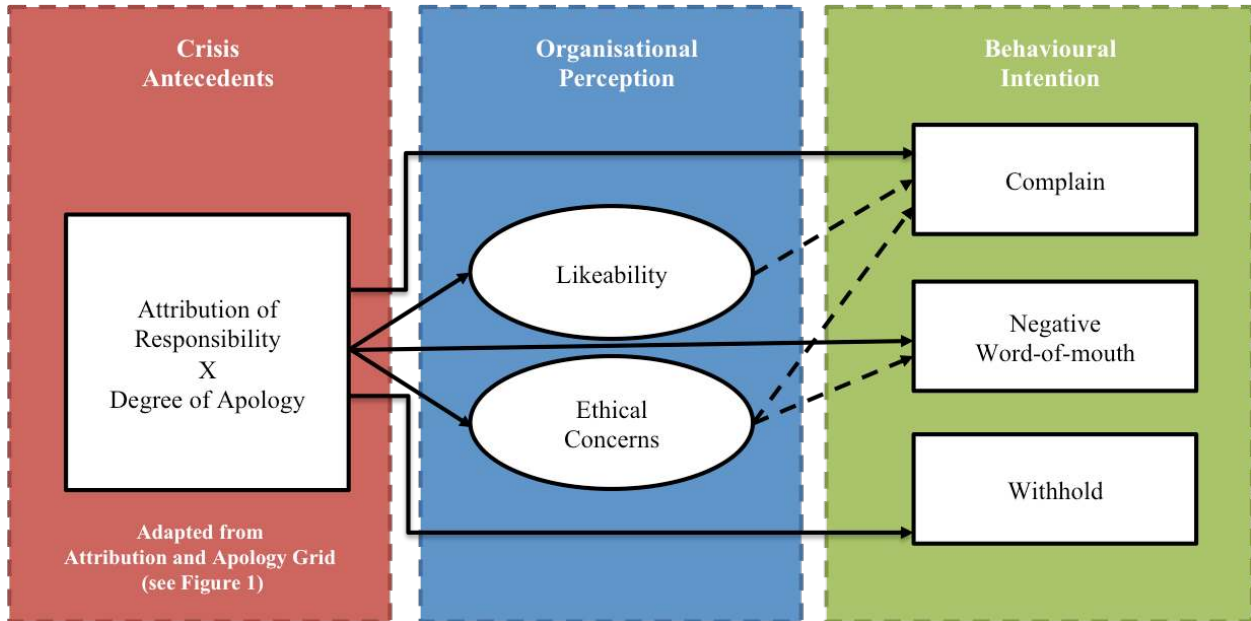 Crisis
Antecedents
Organisational
Perception
Behavioural
Intention
Attribution of
Responsibility
X
Degree of Apology
Adapted from
Attribution and Apology Grid
(see Figure 1)
Likeability
Ethical
Concerns
Complain
Negative
Word-of-mouth
Withhold